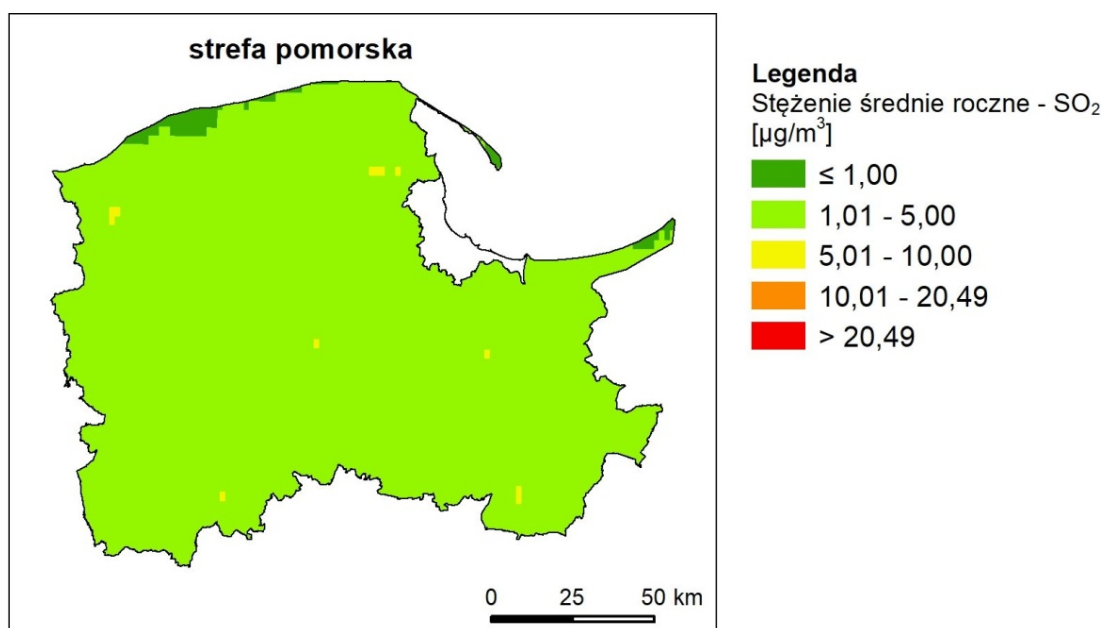 strefa pomorska
Legenda
Stężenie średnie roczne - SO₂
[µg/m³]
≤ 1,00
1,01 - 5,00
5,01 - 10,00
10,01 - 20,49
> 20,49
0 25 50 km